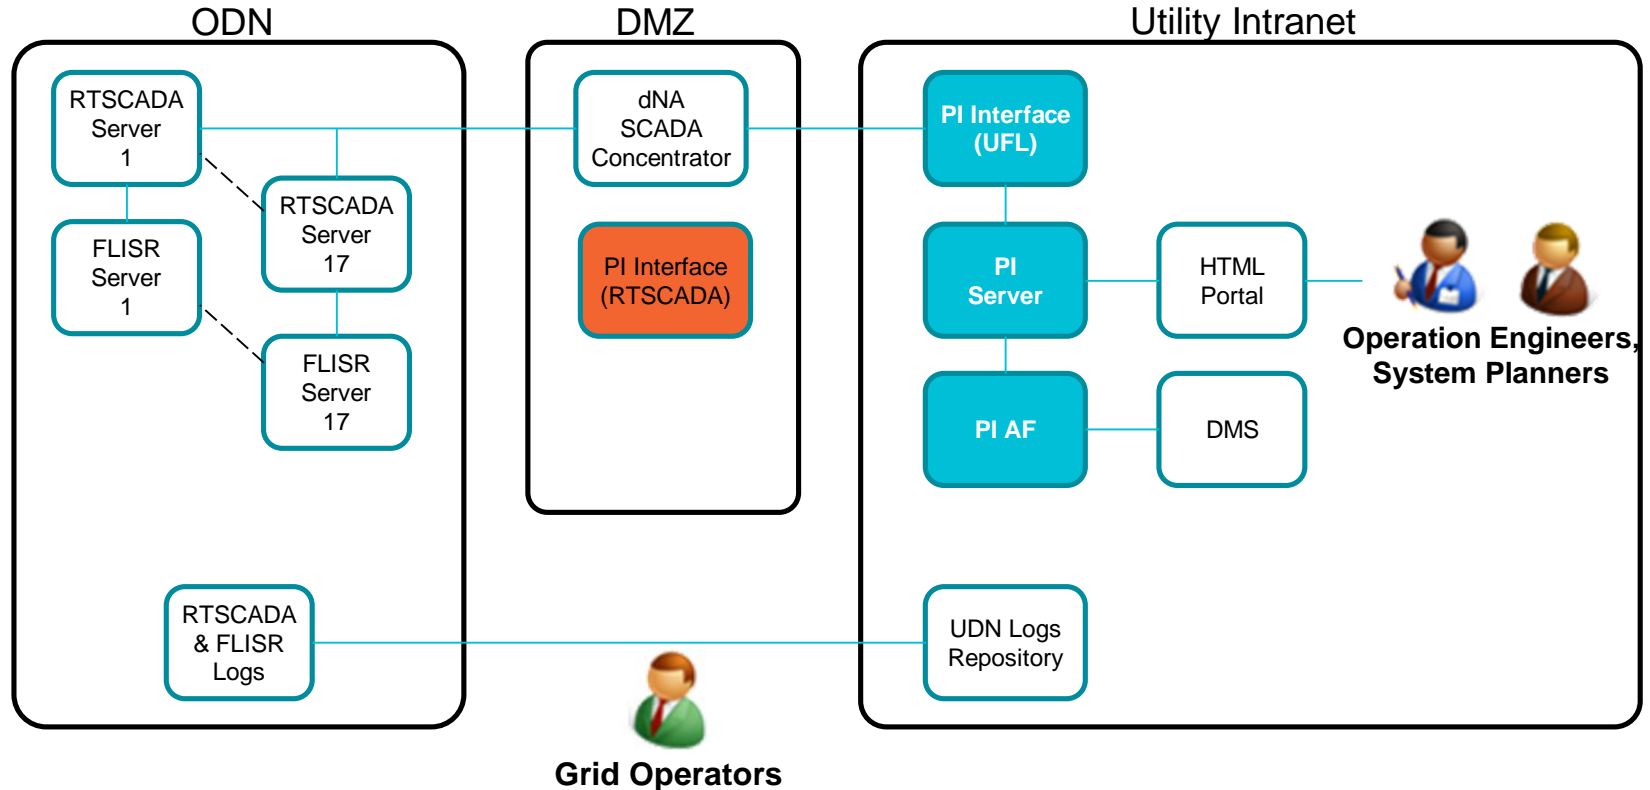 ODN
DMZ
Utility Intranet
RTSCADA
Server
1
RTSCADA
Server
17
FLISR
Server
1
FLISR
Server
17
RTSCADA
& FLISR
Logs
dNA
SCADA
Concentrator
PI Interface
(RTSCADA)
PI Interface
(UFL)
PI
Server
HTML
Portal
Operation Engineers,
System Planners
PI AF
DMS
UDN Logs
Repository
Grid Operators